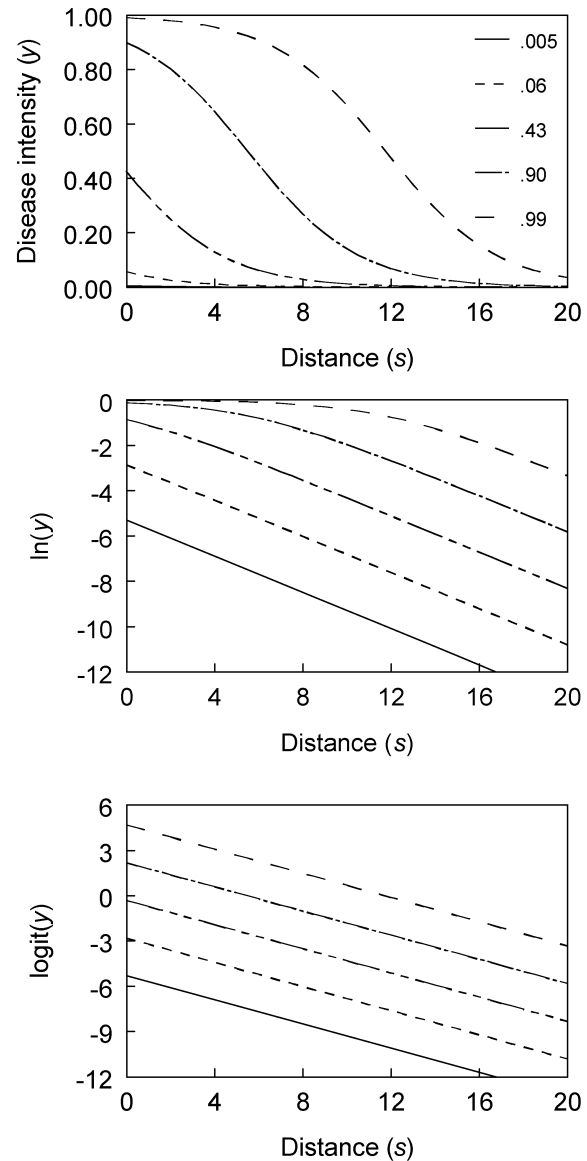 Disease intensity (y)
1.00
0.80
0.60
0.40
0.20
0.00
.005
.06
.43
.90
.99
0 4 8 12 16 20
Distance (s)
ln(y)
0
-2
-4
-6
-8
-10
-12
0 4 8 12 16 20
Distance (s)
logit(y)
6
3
0
-3
-6
-9
-12
0 4 8 12 16 20
Distance (s)